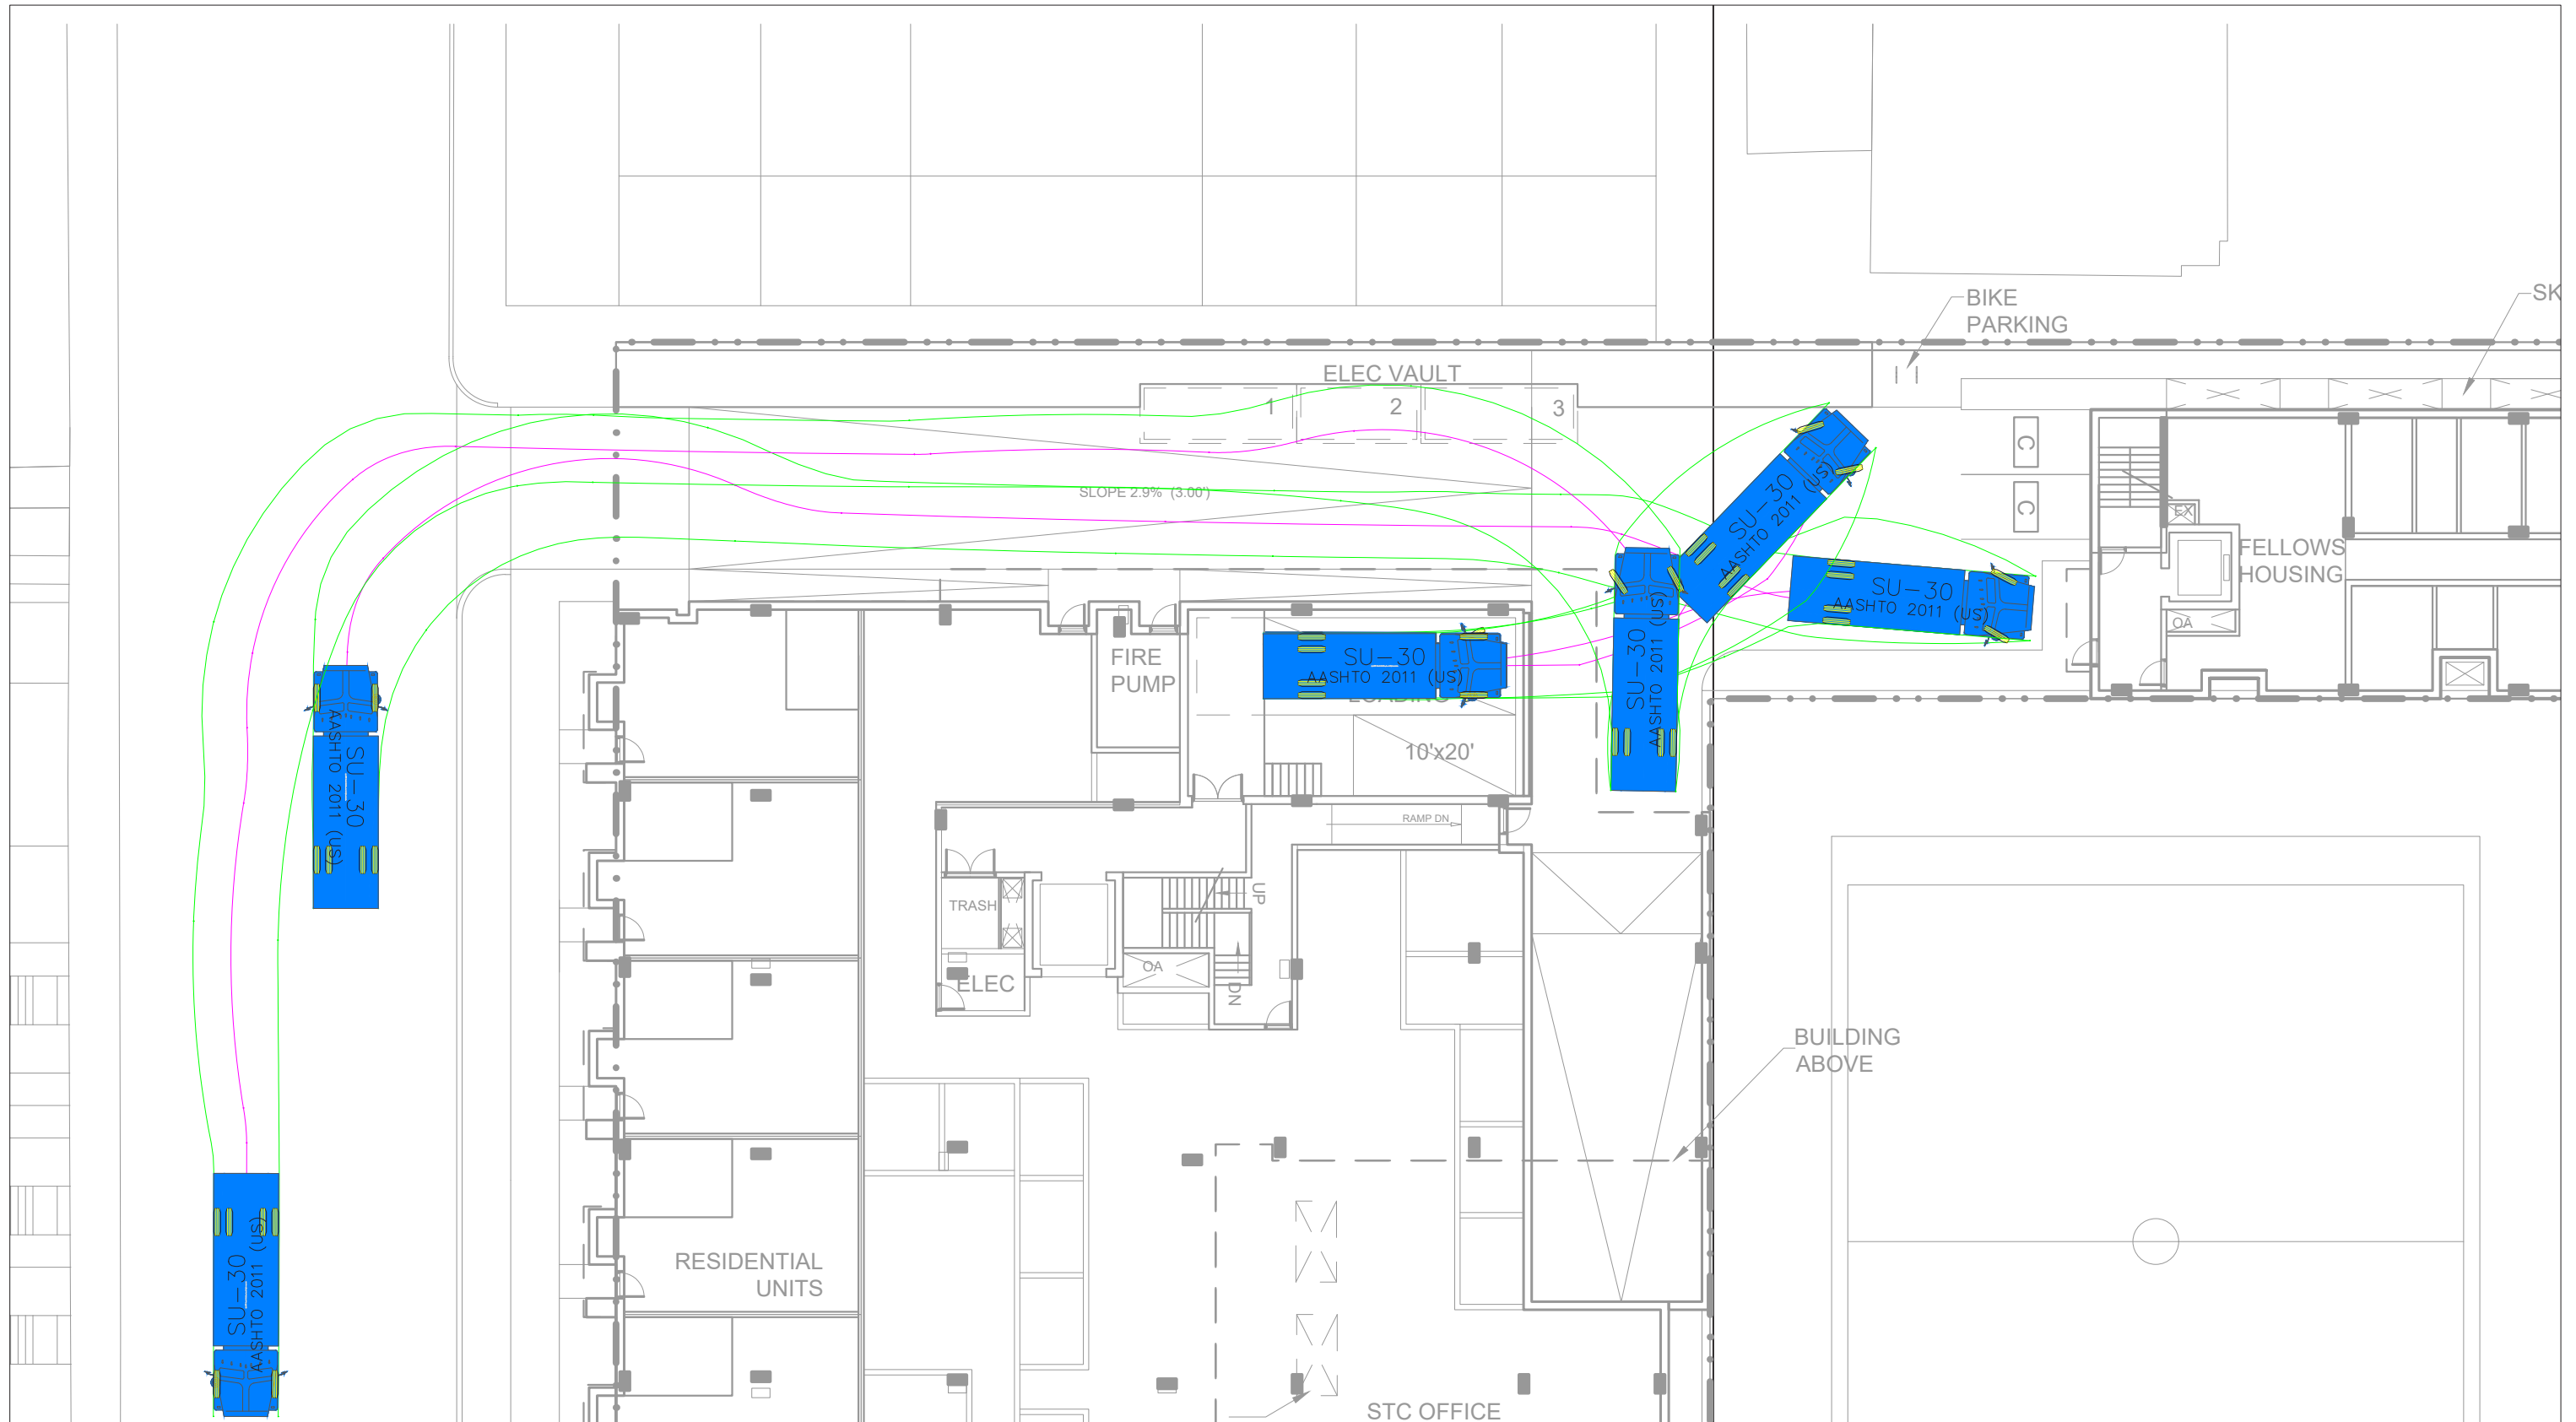 BIKE
PARKING
SK
ELEC VAULT
1
2
3
SLOPE 2.9% (3.00')
C
C
SU-30
AASHTO 2011 (US)
EX
FELLOWS
HOUSING
SU-30
AASHTO 2011 (US)
OA
FIRE
PUMP
SU-30
AASHTO 2011 (US)
LOADING
SU-30
AASHTO 2011 (US)
10'x20'
SU-30
AASHTO 2011 (US)
RAMP DN
TRASH
UP
OA
DN
ELEC
BUILDING
ABOVE
RESIDENTIAL
UNITS
SU-30
AASHTO 2011 (US)
STC OFFICE